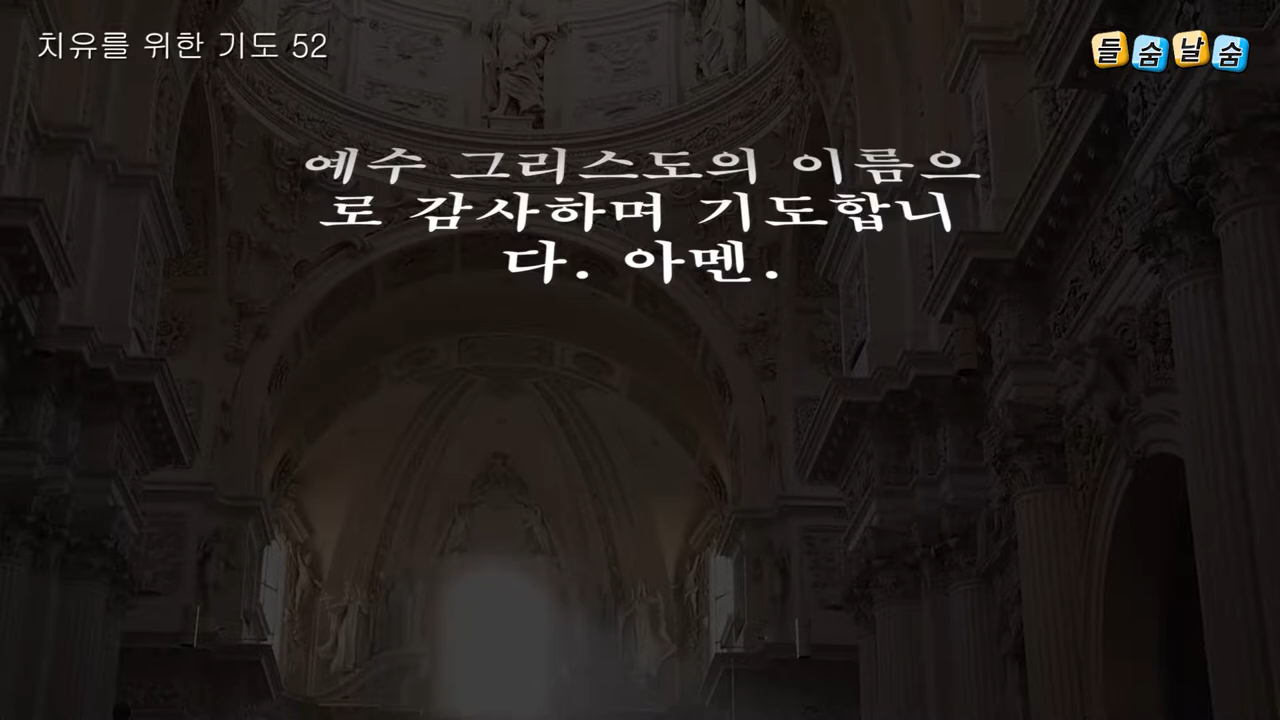 치유를 위한 기도 52
들숨날숨
예수 그리스도의 이름으
로 감사하며 기도합니
다. 아멘.